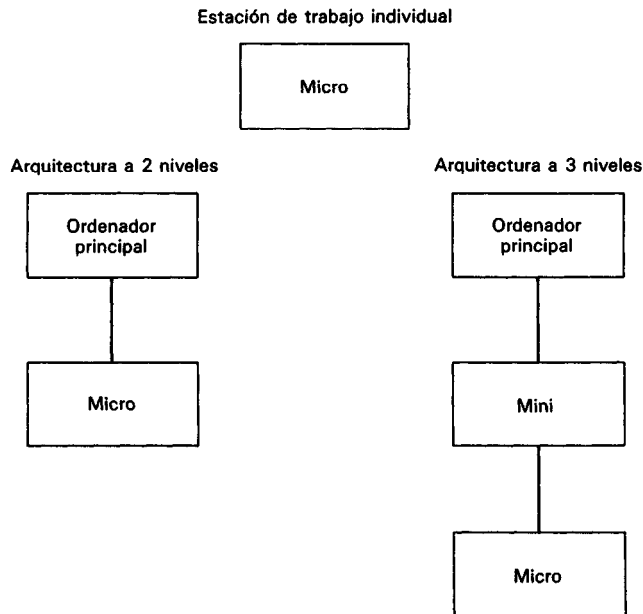 Estación de trabajo individual
Micro
Arquitectura a 2 niveles
Ordenador
principal
Micro
Arquitectura a 3 niveles
Ordenador
principal
Mini
Micro